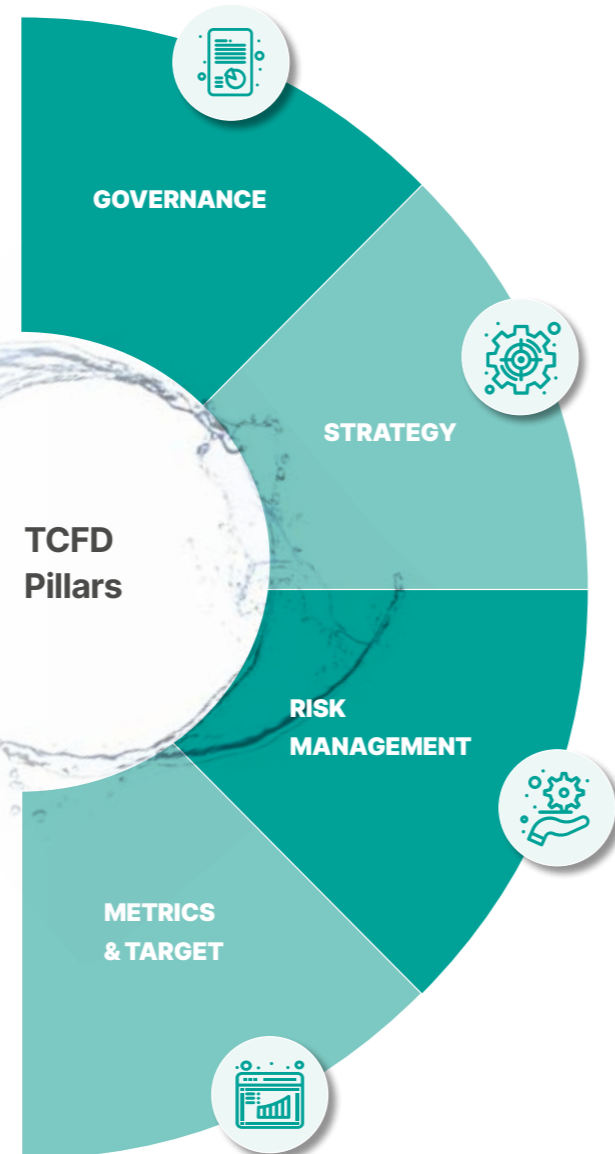 GOVERNANCE
STRATEGY
TCFD
Pillars
RISK
MANAGEMENT
METRICS
& TARGET